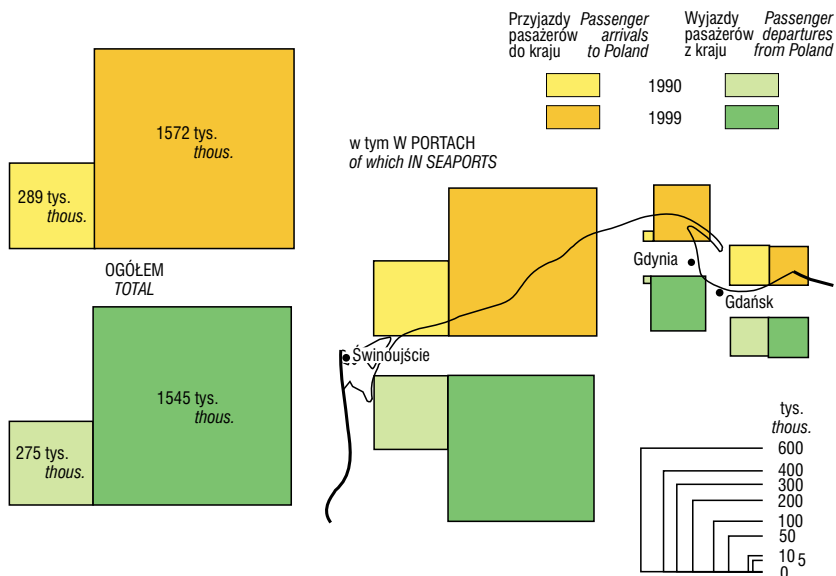 Przyjazdy Passenger
pasażerów arrivals
do kraju to Poland
Wyjazdy Passenger
pasażerów departures
z kraju from Poland
1990
1999
1572 tys.
thous.
289 tys.
thous.
OGÓŁEM
TOTAL
1545 tys.
thous.
275 tys.
thous.
w tym W PORTACH
of which IN SEAPORTS
Gdynia
Gdańsk
Świnoujście
tys.
thous.
600
400
300
200
100
50
10 5
0